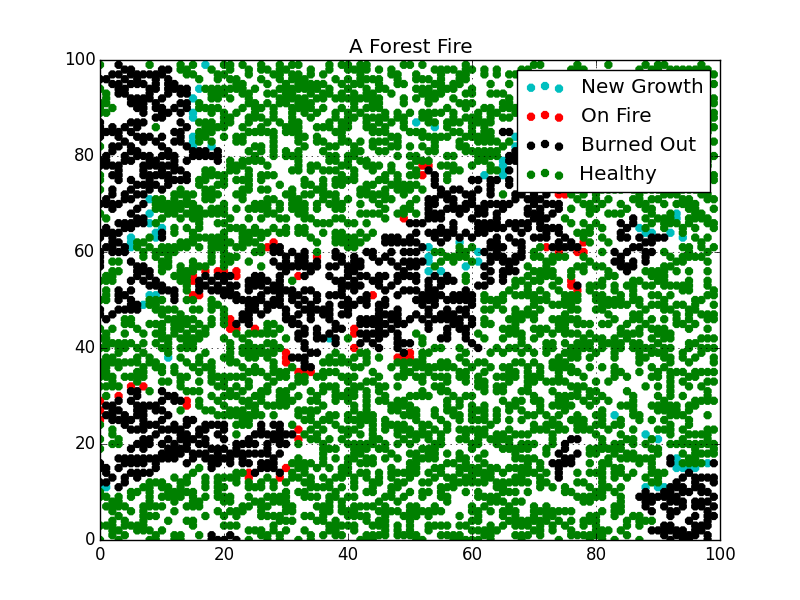 A Forest Fire
100
80
60
40
20
0
New Growth
On Fire
Burned Out
Healthy
0 20 40 60 80 100